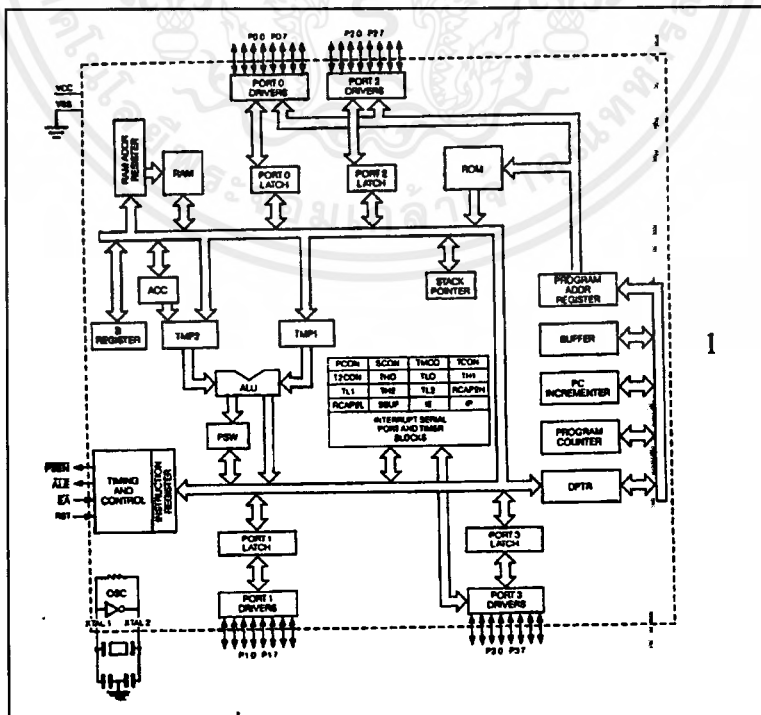 P0 0 P0 7
P2 0 P2 7
PORT 0
DRIVERS
PORT 2
DRIVERS
VCC
VSS
RAM ADDR
REGISTER
RAM
PORT 0
LATCH
PORT 2
LATCH
ROM
ACC
STACK
POINTER
PROGRAM
ADDR
REGISTER
B
REGISTER
TMP2
TMP1
BUFFER
1
ALU
PCON SCON TMOD TCON
T2CON TH0 TL0 TH1
TL1 TH2 TL2 RCAP2H
RCAP2L SBUF IE IP
INTERRUPT SERIAL
PORT AND TIMER
BLOCKS
PC
INCREMENTER
PSW
PROGRAM
COUNTER
PSEN
ALE
EA
RST
TIMING
AND
CONTROL
INSTRUCTION
REGISTER
DPTR
PORT 1
LATCH
PORT 3
LATCH
OSC
XTAL 1 XTAL 2
PORT 1
DRIVERS
PORT 3
DRIVERS
P1 0 P1 7
P3 0 P3 7